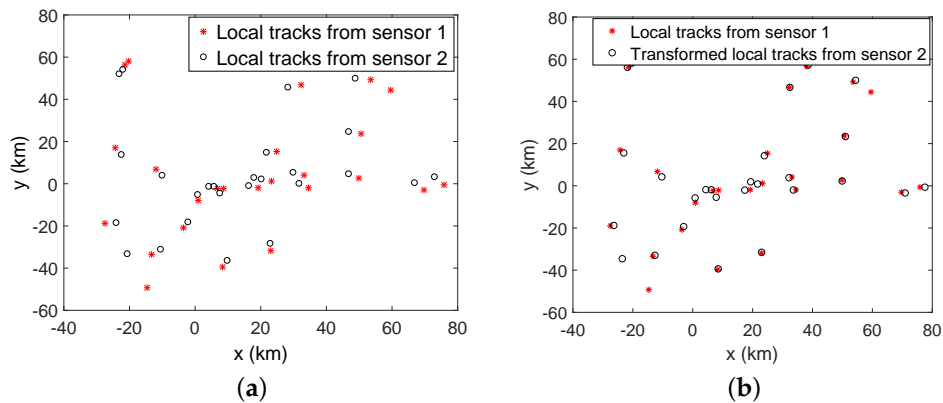 80
60
40
20
0
-20
-40
-60
y (km)
Local tracks from sensor 1
Local tracks from sensor 2
-40 -20 0 20 40 60 80
x (km)
(a)
80
60
40
20
0
-20
-40
-60
y (km)
Local tracks from sensor 1
Transformed local tracks from sensor 2
-40 -20 0 20 40 60 80
x (km)
(b)